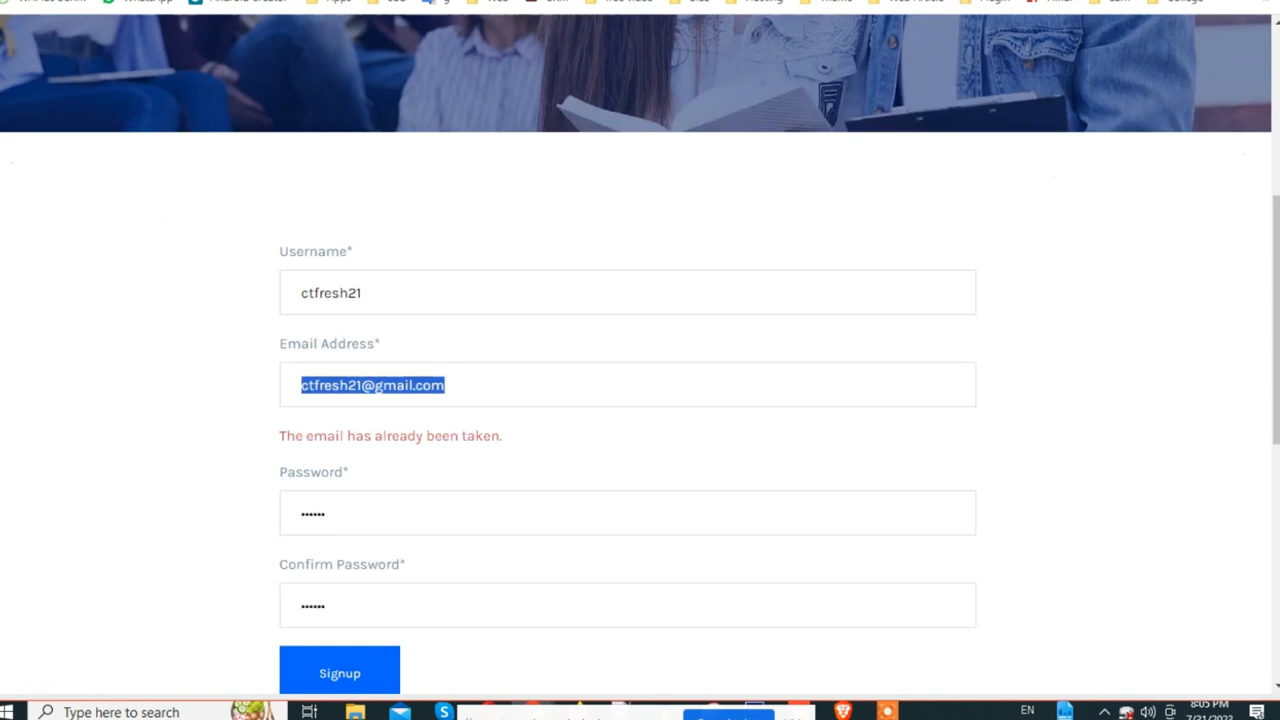 WhatsApp
Username*
ctfresh21
Email Address*
ctfresh21@gmail.com
The email has already been taken.
Password*
••••••
Confirm Password*
••••••
Signup
Type here to search
EN
8:05 PM